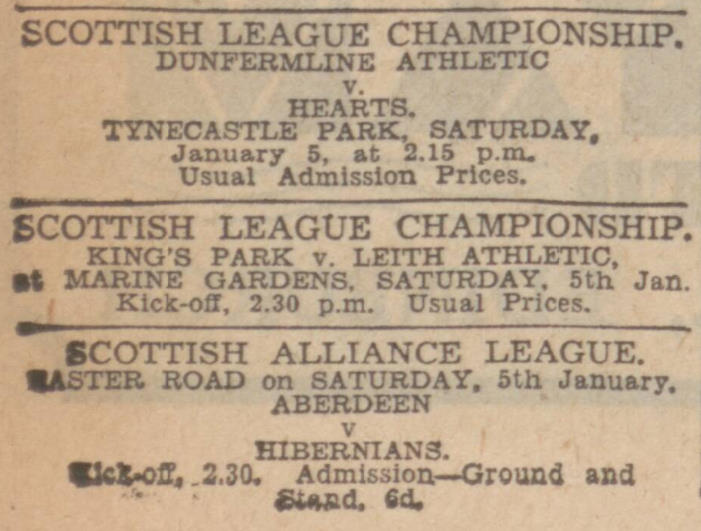 SCOTTISH LEAGUE CHAMPIONSHIP.
DUNFERMLINE ATHLETIC
v.
HEARTS.
TYNECASTLE PARK, SATURDAY,
January 5, at 2.15 p.m.
Usual Admission Prices.
SCOTTISH LEAGUE CHAMPIONSHIP.
KING'S PARK v. LEITH ATHLETIC,
at MARINE GARDENS, SATURDAY, 5th Jan.
Kick-off, 2.30 p.m. Usual Prices.
SCOTTISH ALLIANCE LEAGUE.
EASTER ROAD on SATURDAY, 5th January.
ABERDEEN
v
HIBERNIANS.
Kick-off, 2.30. Admission—Ground and
Stand, 6d.